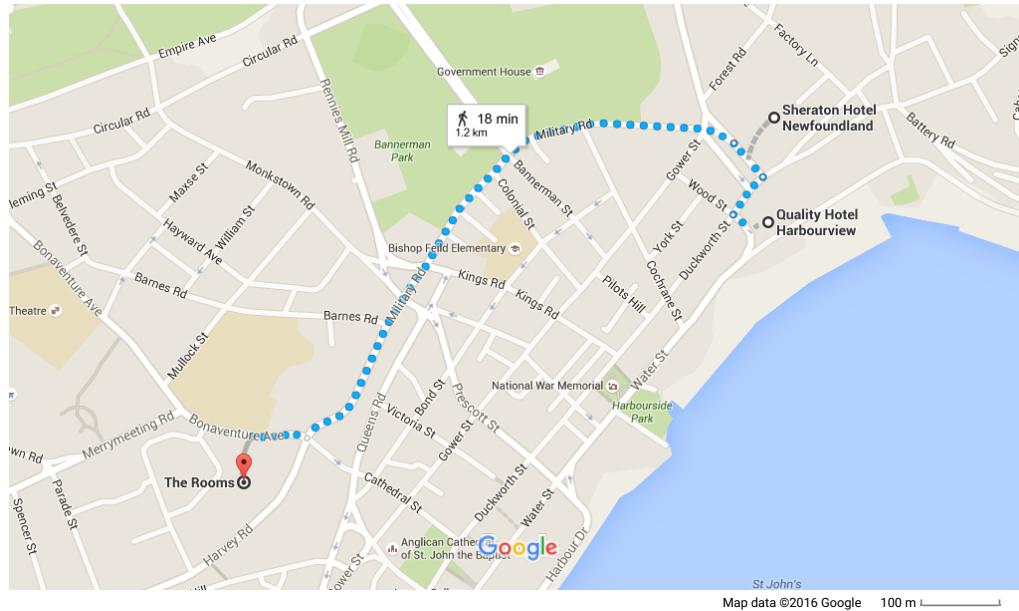 Empire Ave
Circular Rd
Factory Ln
Sign
Government House
Forest Rd
Rennies Mill Rd
18 min
1.2 km
Sheraton Hotel
Newfoundland
Circular Rd
Military Rd
Battery Rd
Bannerman
Park
Gower St
Monkstown Rd
Maxse St
Bannerman St
Fleming St
Colonial St
Wood St
Belvedere St
William St
Quality Hotel
Harbourview
Hayward Ave
York St
Duckworth St
Bishop Feild Elementary
Bonaventure Ave
Barnes Rd
Kings Rd
Kings Rd
Pilots Hill
Cochrane St
Military Rd
Theatre
Barnes Rd
Mullock St
Water St
National War Memorial
Harbourside
Park
Bond St
Prescott St
Victoria St
Queens Rd
Gower St
Merrymeeting Rd
Bonaventure Ave
own Rd
The Rooms
Cathedral St
Duckworth St
Parade St
Spencer St
Water St
Harvey Rd
Harbour Dr
Anglican Cathedral
of St. John the Baptist
Google
Gower St
St John's
Map data ©2016 Google
100 m